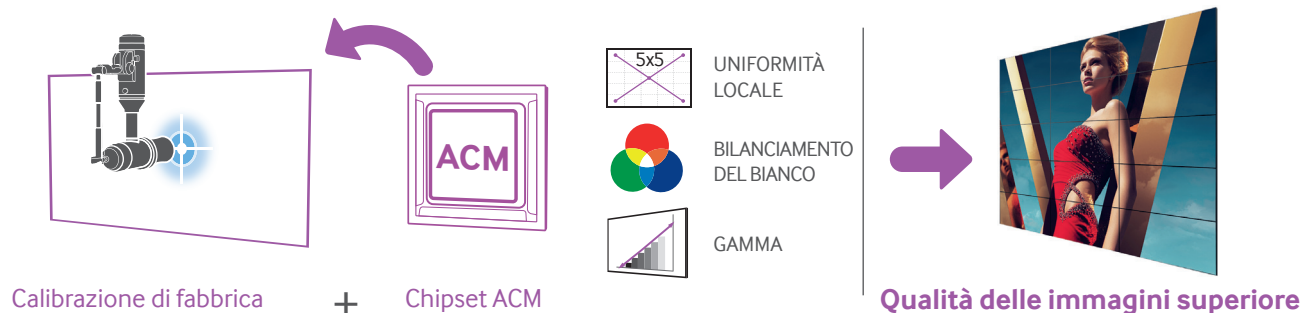 5x5
UNIFORMITÀ
LOCALE
ACM
BILANCIAMENTO
DEL BIANCO
GAMMA
Calibrazione di fabbrica
+
Chipset ACM
Qualità delle immagini superiore